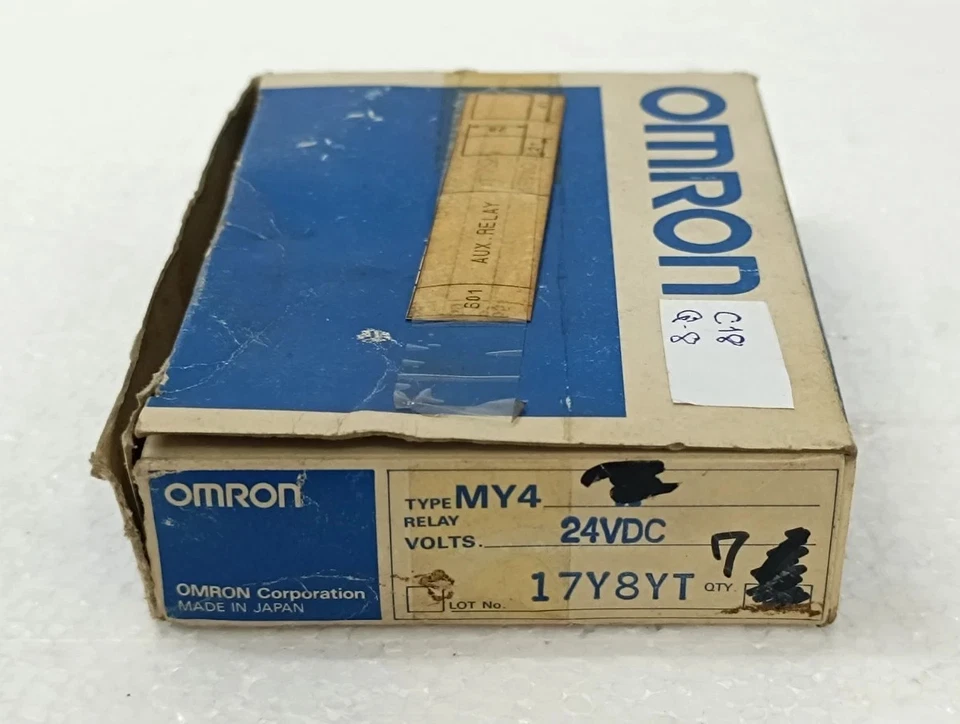 OMRON
601 AUX. RELAY
C18
Q-8
OMRON
OMRON Corporation
MADE IN JAPAN
TYPE MY4
RELAY
VOLTS. 24VDC
LOT No. 17Y8YT QTY. 7